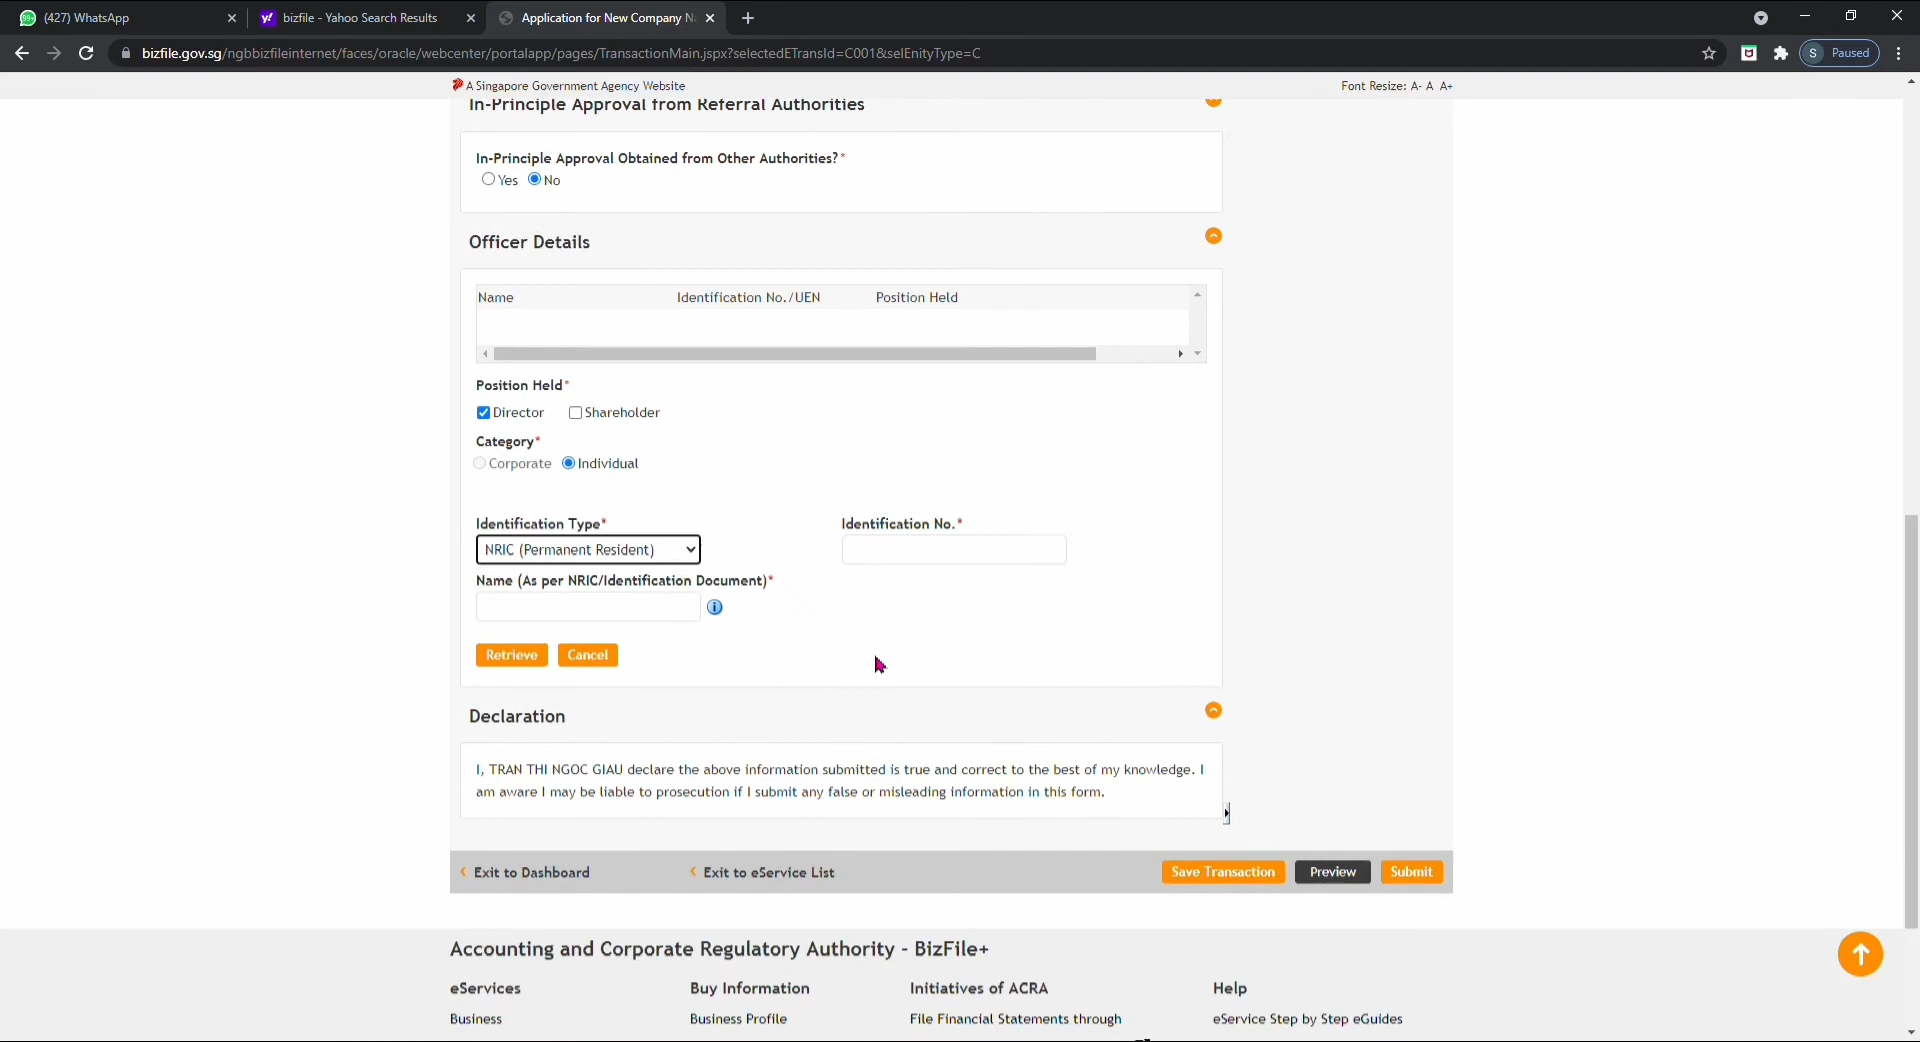 (427) WhatsApp
bizfile - Yahoo Search Results
Application for New Company N
S Paused
bizfile.gov.sg/ngbbizfileinternet/faces/oracle/webcenter/portalapp/pages/TransactionMain.jspx?selectedETransId=C001&selEnityType=C
A Singapore Government Agency Website
Font Resize: A- A A+
In-Principle Approval from Referral Authorities
In-Principle Approval Obtained from Other Authorities?*
Yes No
Officer Details
Name Identification No./UEN Position Held
Position Held*
Director Shareholder
Category*
Corporate Individual
Identification Type* Identification No.*
NRIC (Permanent Resident)
Name (As per NRIC/Identification Document)*
Retrieve Cancel
Declaration
I, TRAN THI NGOC GIAU declare the above information submitted is true and correct to the best of my knowledge. I
am aware I may be liable to prosecution if I submit any false or misleading information in this form.
Exit to Dashboard Exit to eService List Save Transaction Preview Submit
Accounting and Corporate Regulatory Authority - BizFile+
eServices Buy Information Initiatives of ACRA Help
Business Business Profile File Financial Statements through eService Step by Step eGuides